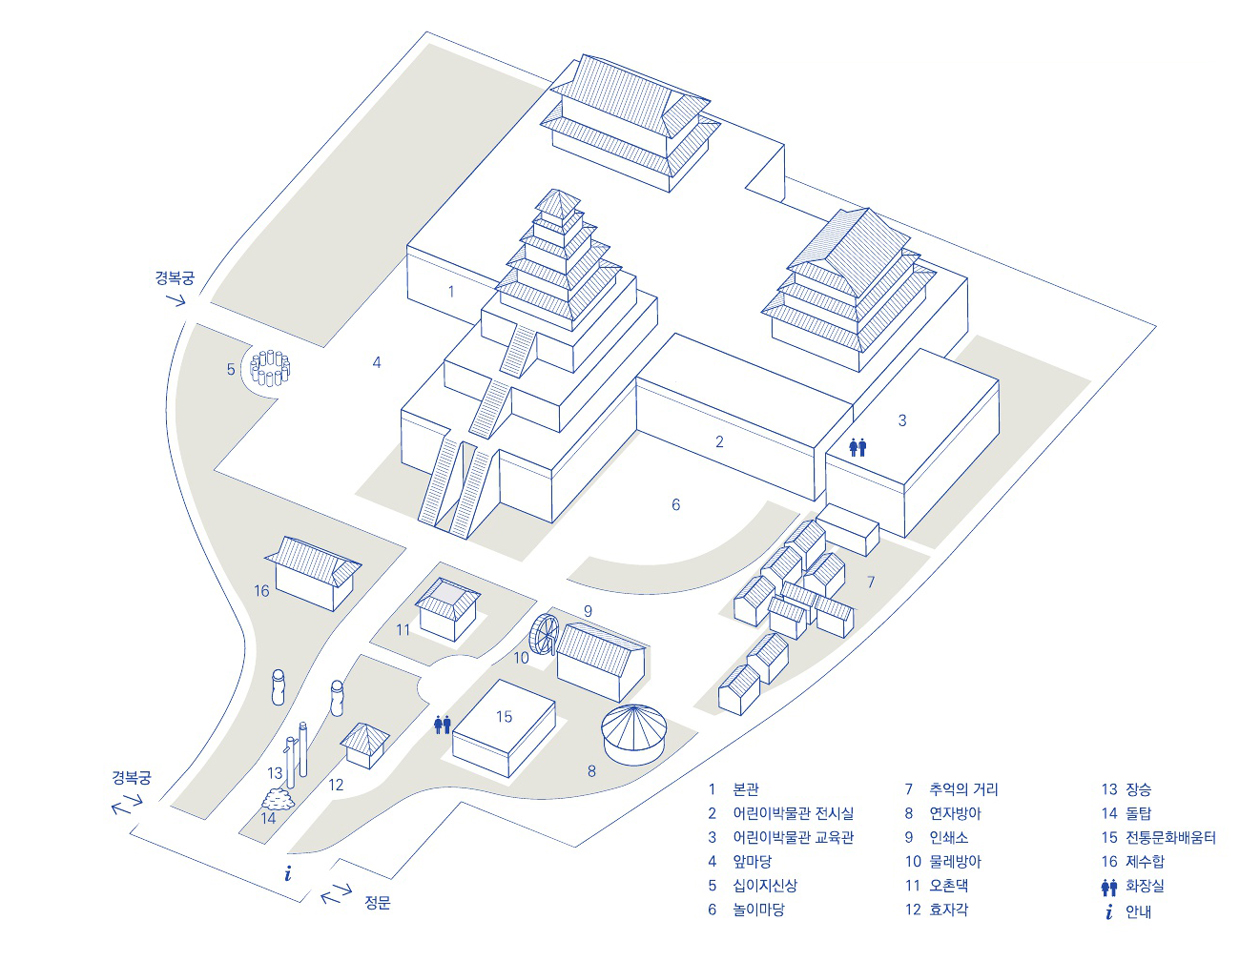 경복궁
1
5
4
3
2
6
7
16
9
11
10
15
13
12
8
14
경복궁
i
정문
1 본관
2 어린이박물관 전시실
3 어린이박물관 교육관
4 앞마당
5 십이지신상
6 놀이마당
7 추억의 거리
8 연자방아
9 인쇄소
10 물레방아
11 오촌댁
12 효자각
13 장승
14 돌탑
15 전통문화배움터
16 제수합
화장실
i 안내